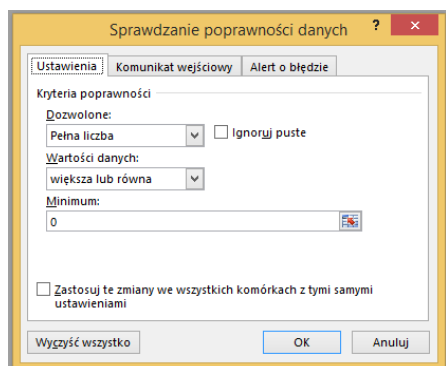 Sprawdzanie poprawności danych ? ×
Ustawienia Komunikat wejściowy Alert o błędzie
Kryteria poprawności
Dozwolone:
Pełna liczba Ignoruj puste
Wartości danych:
większa lub równa
Minimum:
0
Zastosuj te zmiany we wszystkich komórkach z tymi samymi
ustawieniami
Wyczyść wszystko OK Anuluj